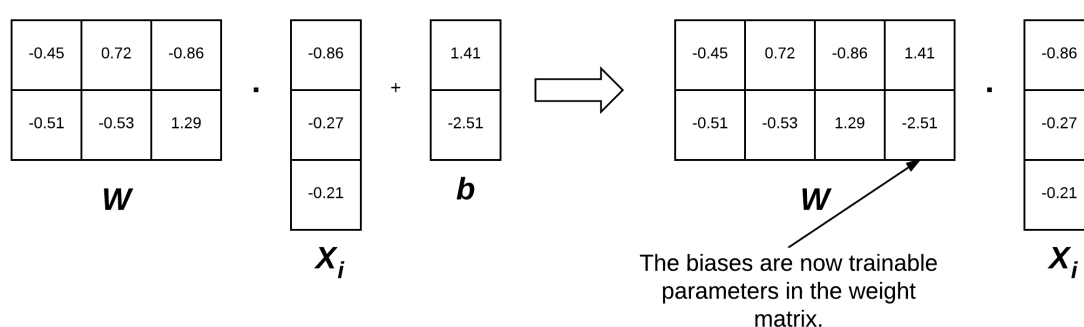 -0.45 0.72 -0.86 · -0.86 + 1.41 -0.45 0.72 -0.86 1.41 · -0.86
-0.51 -0.53 1.29 -0.27 -2.51 -0.51 -0.53 1.29 -2.51 -0.27
-0.21 -0.21
W b W
Xi Xi
The biases are now trainable
parameters in the weight
matrix.